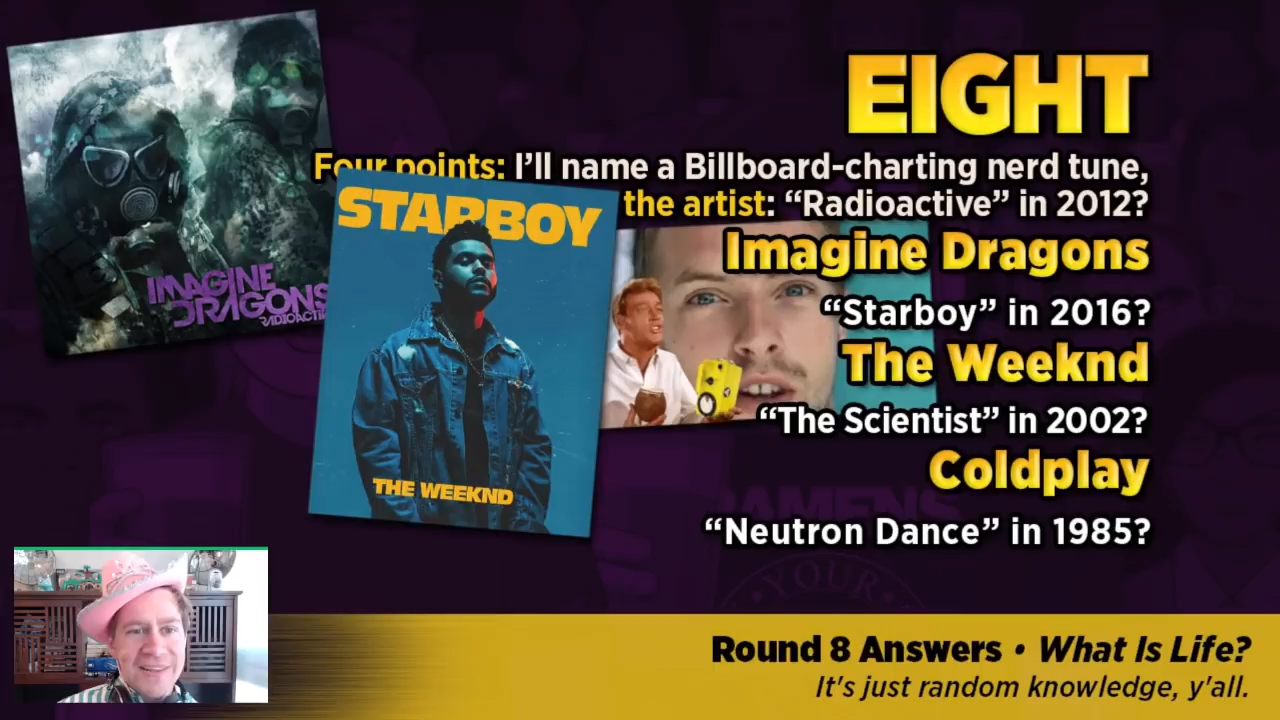 EIGHT
Four points: I'll name a Billboard-charting nerd tune,
the artist: “Radioactive” in 2012?
Imagine Dragons
“Starboy” in 2016?
The Weeknd
“The Scientist” in 2002?
Coldplay
“Neutron Dance” in 1985?
IMAGINE
DRAGONS
STARBOY
THE WEEKND
YOUR
Round 8 Answers • What Is Life?
It's just random knowledge, y'all.